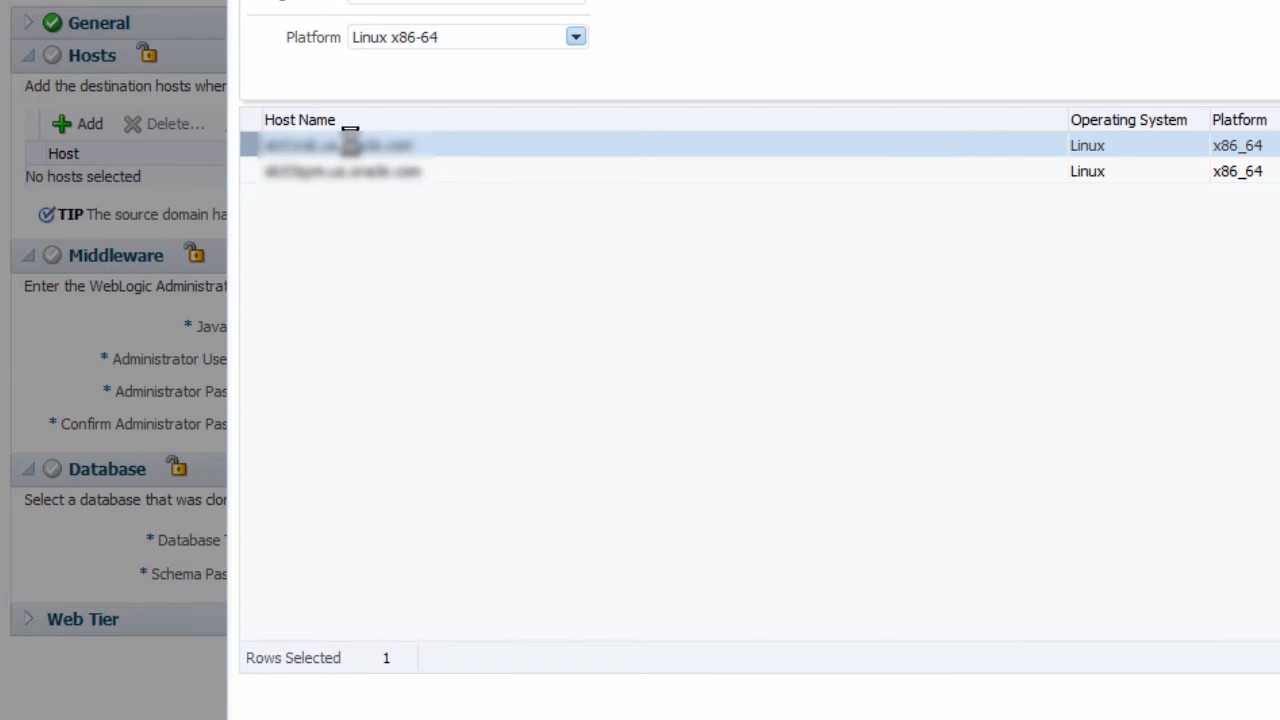 General
Hosts
Add the destination hosts wher
Add Delete...
Host
No hosts selected
TIP The source domain ha
Middleware
Enter the WebLogic Administrat
* Java
* Administrator Use
* Administrator Pas
* Confirm Administrator Pas
Database
Select a database that was clon
* Database T
* Schema Pas
Web Tier
Platform Linux x86-64
Host Name Operating System Platform
Linux x86_64
Linux x86_64
Rows Selected 1